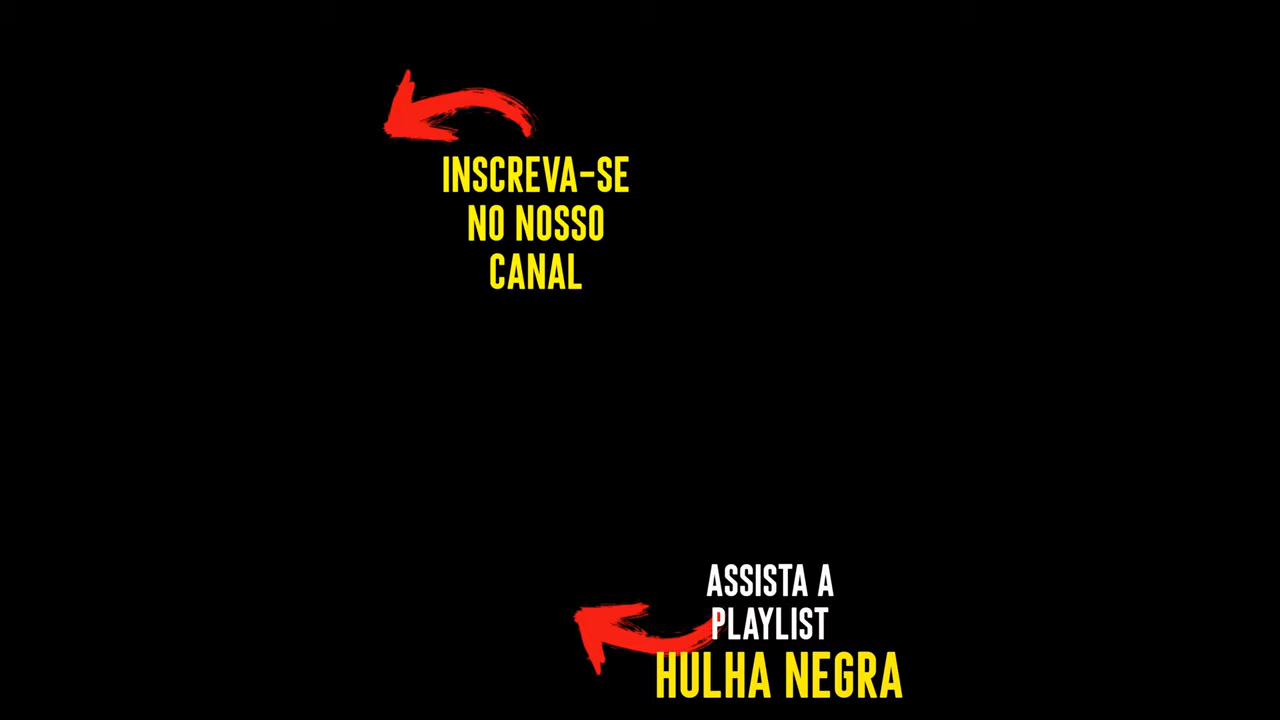 INSCREVA-SE
NO NOSSO
CANAL
ASSISTA A
PLAYLIST
HULHA NEGRA